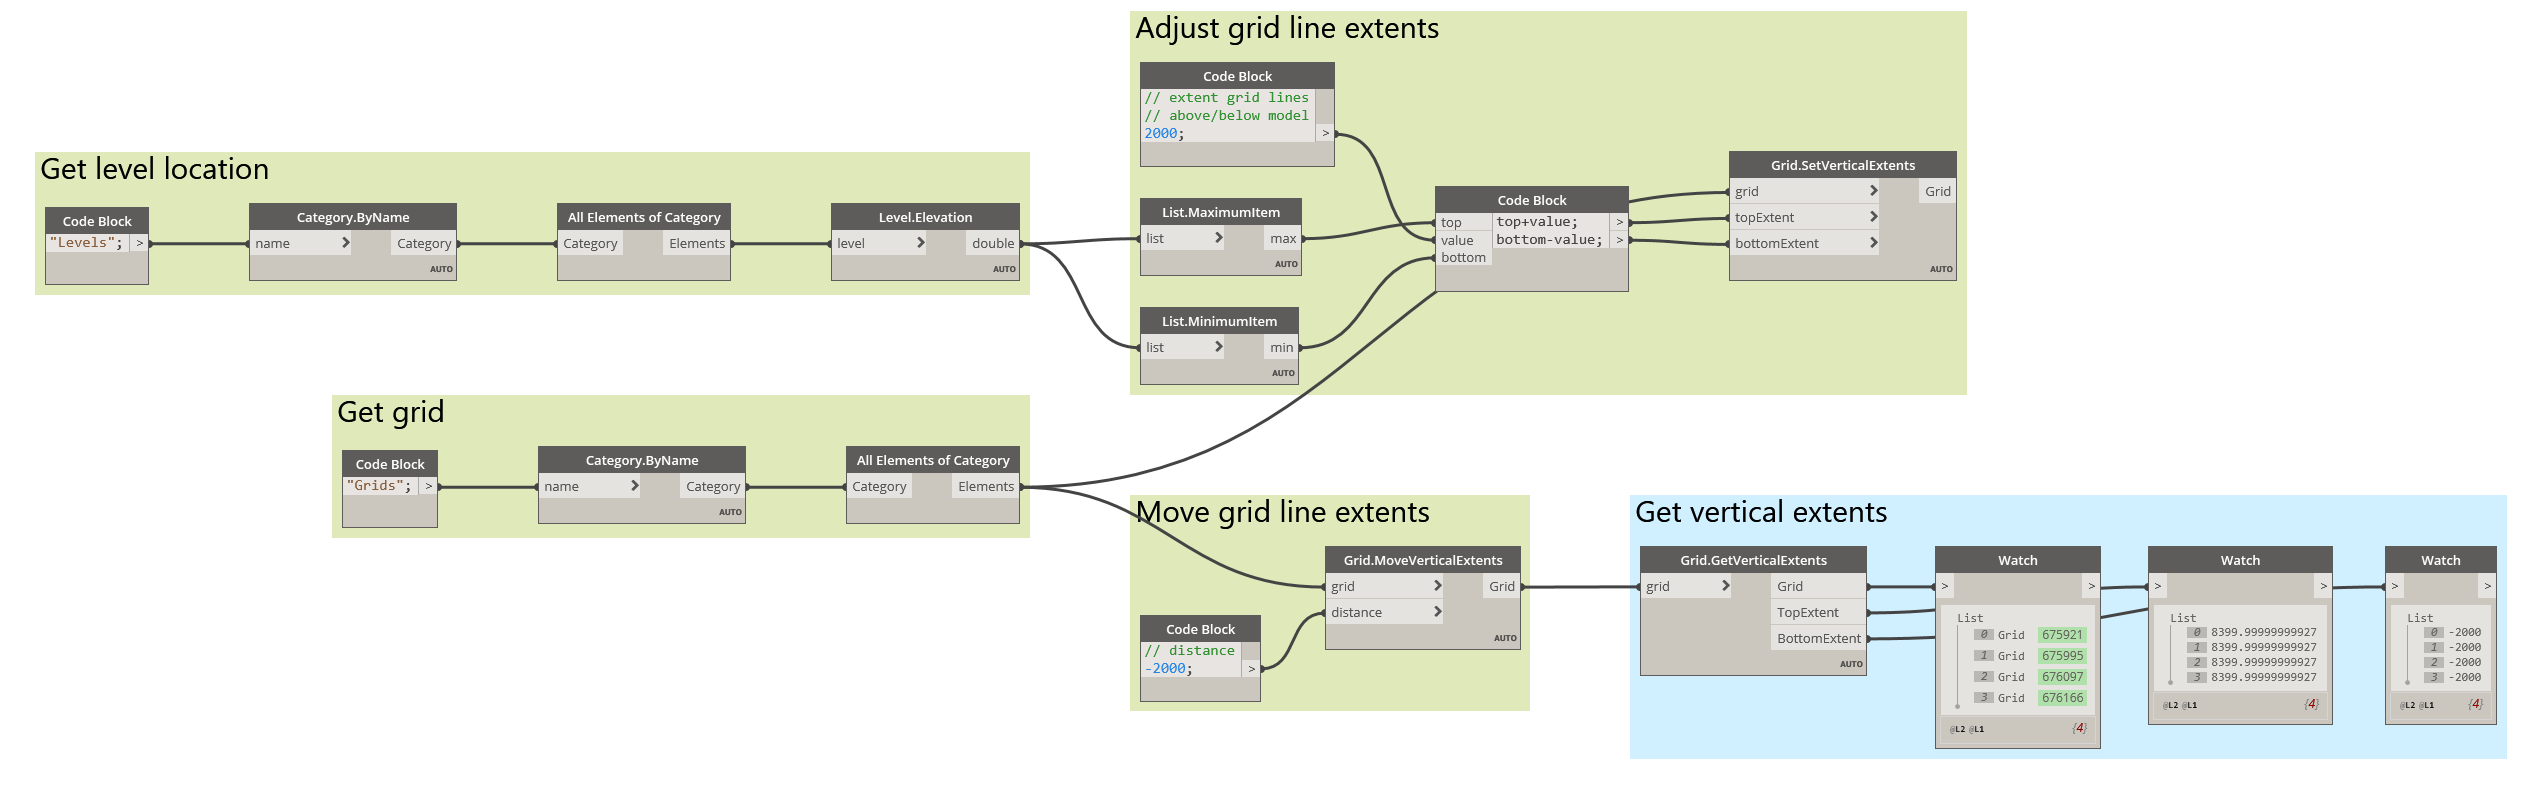 Get level location
Code Block
"Levels"; >
Category.ByName
name Category
AUTO
All Elements of Category
Category Elements
Level.Elevation
level double
AUTO
Adjust grid line extents
Code Block
// extent grid lines
// above/below model
2000; >
List.MaximumItem
list max
AUTO
List.MinimumItem
list min
AUTO
Code Block
top top+value; >
value bottom-value; >
bottom
Grid.SetVerticalExtents
grid Grid
topExtent
bottomExtent
AUTO
Get grid
Code Block
"Grids"; >
Category.ByName
name Category
AUTO
All Elements of Category
Category Elements
Move grid line extents
Grid.MoveVerticalExtents
grid Grid
distance
AUTO
Code Block
// distance
-2000; >
Get vertical extents
Grid.GetVerticalExtents
grid Grid
TopExtent
BottomExtent
AUTO
Watch
> >
List
0 Grid 675921
1 Grid 675995
2 Grid 676097
3 Grid 676166
@L2 @L1 {4}
Watch
> >
List
0 8399.99999999927
1 8399.99999999927
2 8399.99999999927
3 8399.99999999927
@L2 @L1 {4}
Watch
> >
List
0 -2000
1 -2000
2 -2000
3 -2000
@L2 @L1 {4}